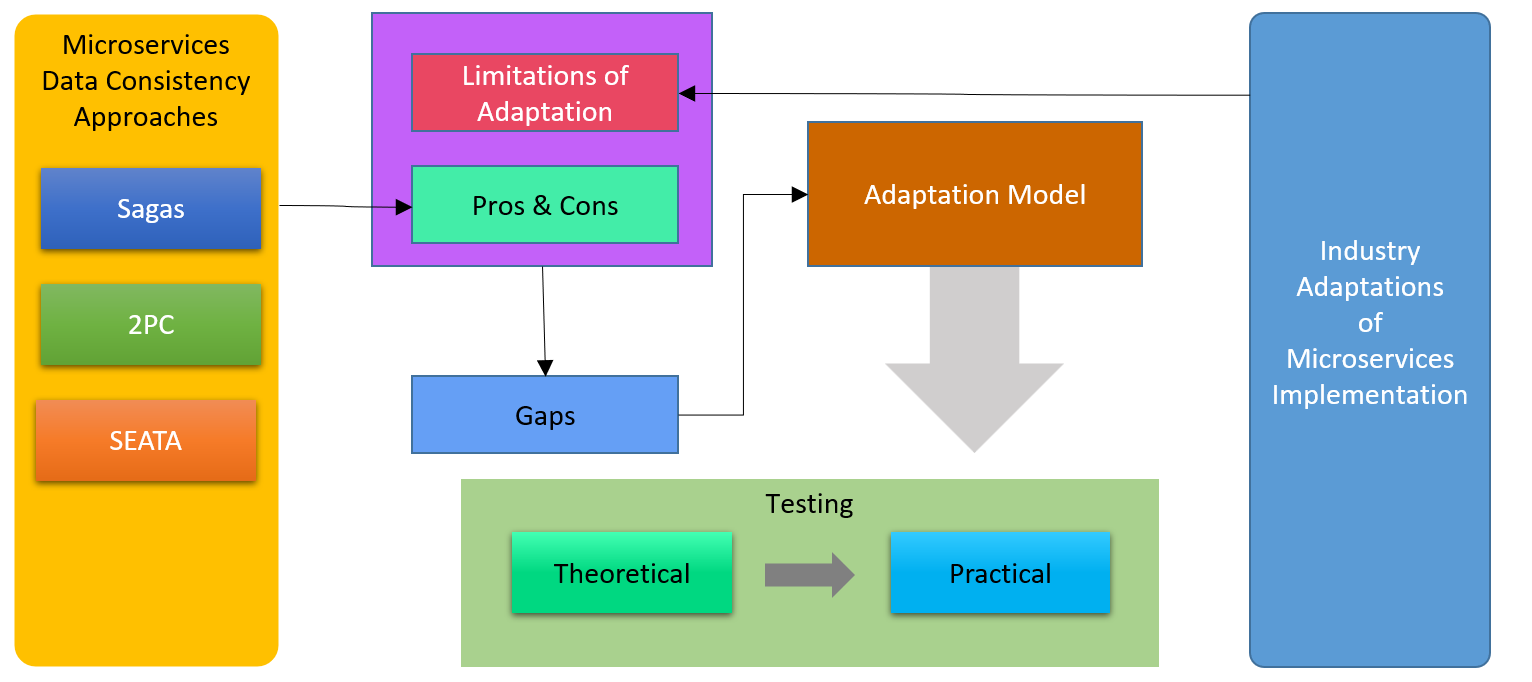 Microservices
Data Consistency
Approaches
Sagas
2PC
SEATA
Limitations of
Adaptation
Pros & Cons
Gaps
Adaptation Model
Testing
Theoretical
Practical
Industry
Adaptations
of
Microservices
Implementation